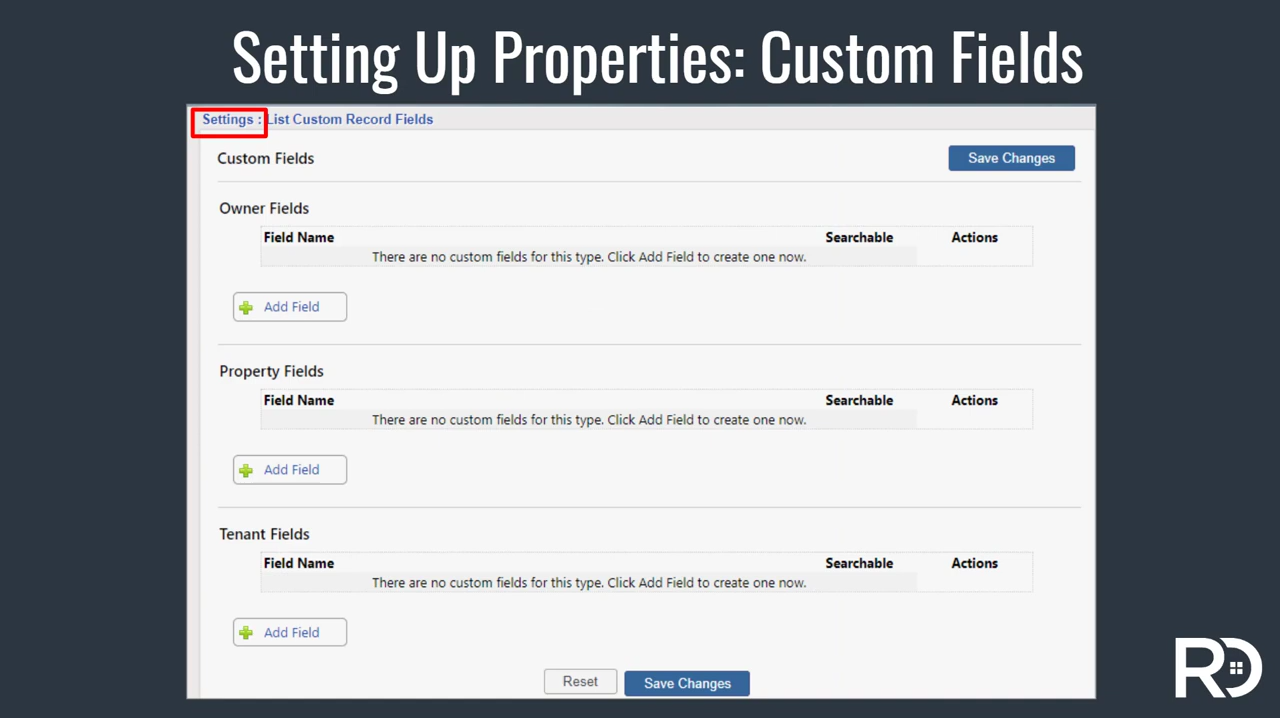 Setting Up Properties: Custom Fields
Settings : List Custom Record Fields
Custom Fields
Save Changes
Owner Fields
Field Name Searchable Actions
There are no custom fields for this type. Click Add Field to create one now.
Add Field
Property Fields
Field Name Searchable Actions
There are no custom fields for this type. Click Add Field to create one now.
Add Field
Tenant Fields
Field Name Searchable Actions
There are no custom fields for this type. Click Add Field to create one now.
Add Field
Reset Save Changes
RD